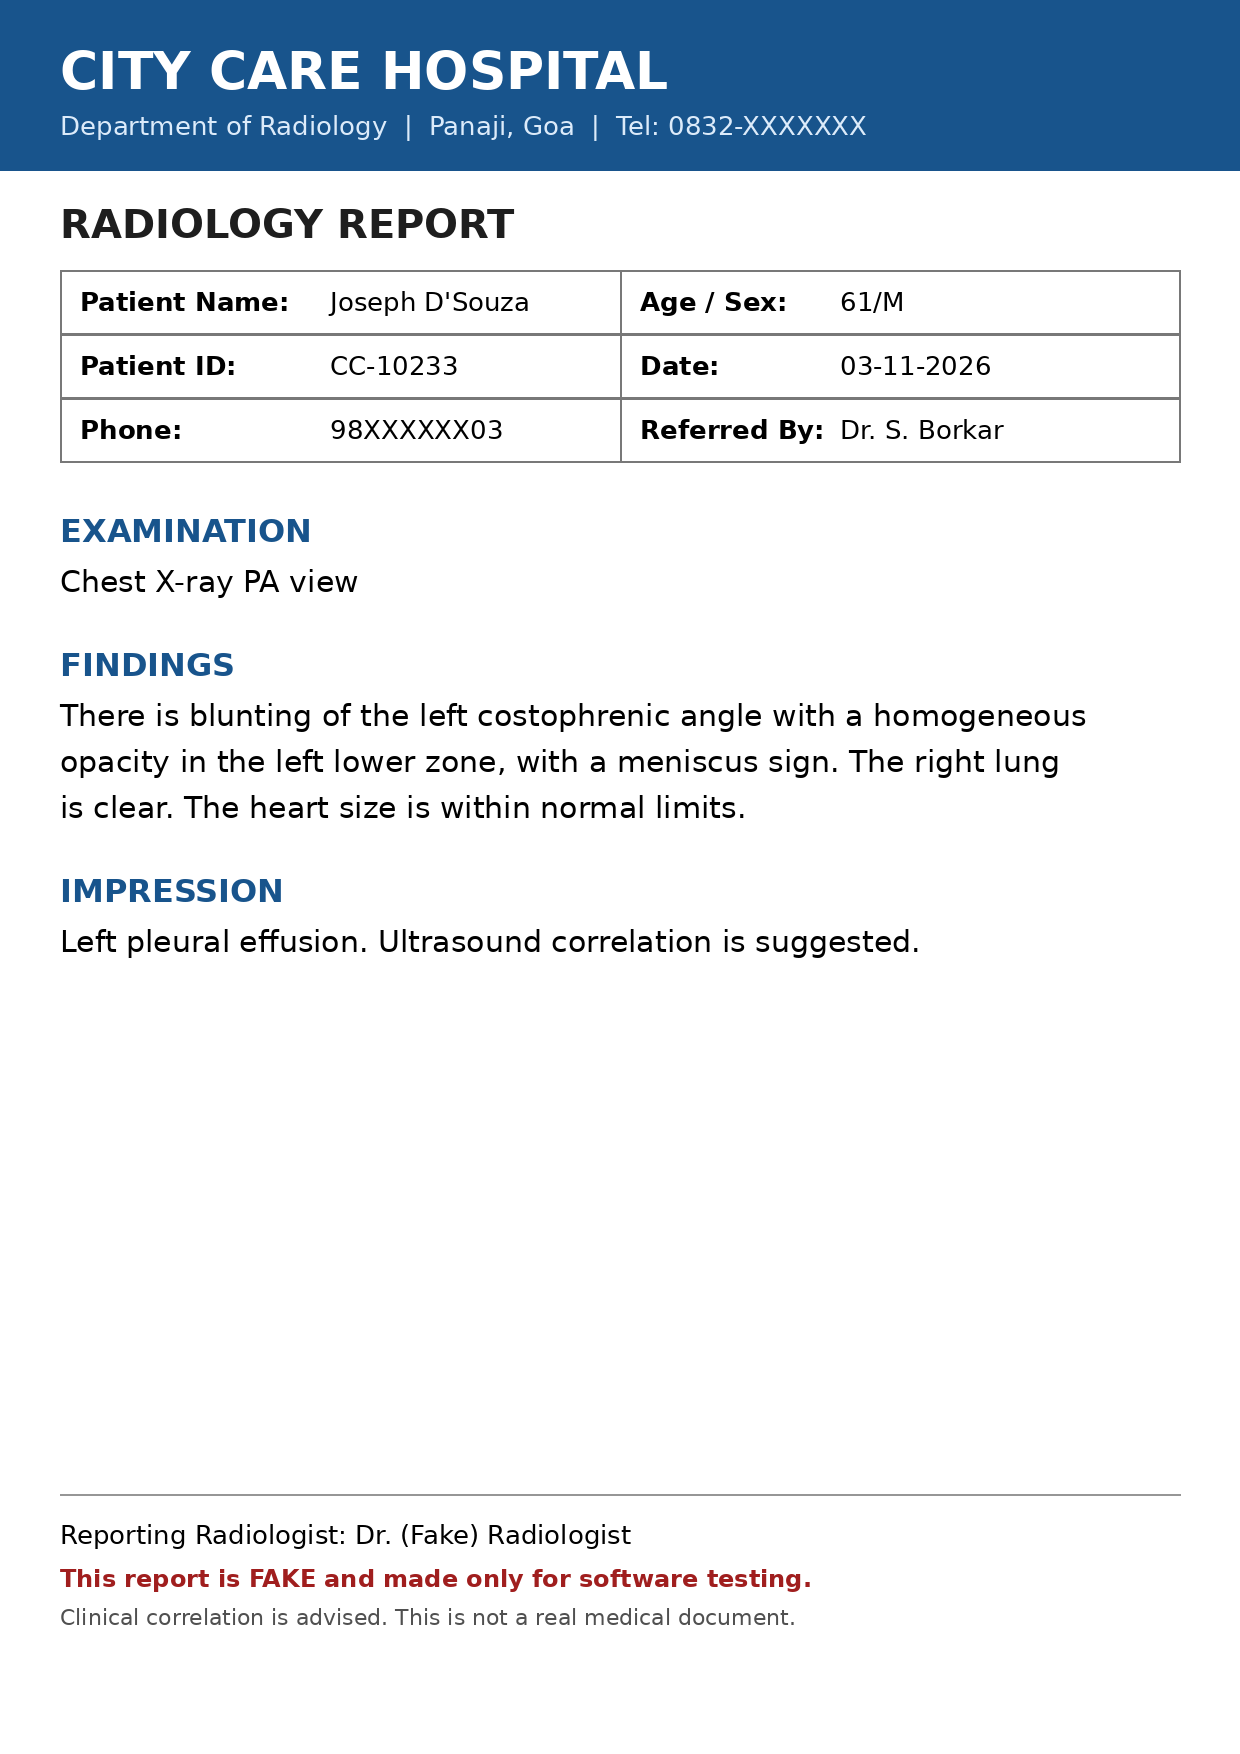 CITY CARE HOSPITAL
Department of Radiology | Panaji, Goa | Tel: 0832-XXXXXXX
RADIOLOGY REPORT
Patient Name: Joseph D'Souza Age / Sex: 61/M
Patient ID: CC-10233 Date: 03-11-2026
Phone: 98XXXXXX03 Referred By: Dr. S. Borkar
EXAMINATION
Chest X-ray PA view
FINDINGS
There is blunting of the left costophrenic angle with a homogeneous
opacity in the left lower zone, with a meniscus sign. The right lung
is clear. The heart size is within normal limits.
IMPRESSION
Left pleural effusion. Ultrasound correlation is suggested.
Reporting Radiologist: Dr. (Fake) Radiologist
This report is FAKE and made only for software testing.
Clinical correlation is advised. This is not a real medical document.